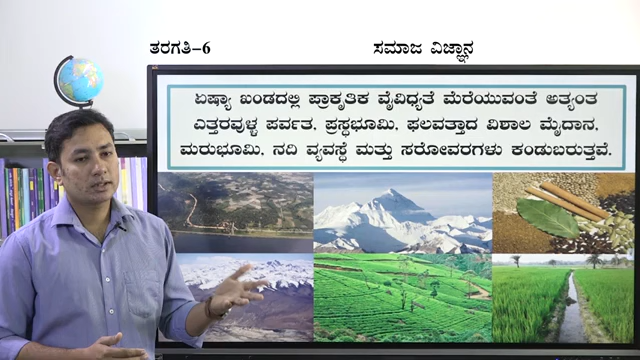 ತರಗತಿ-6 ಸಮಾಜ ವಿಜ್ಞಾನ
ಏಷ್ಯಾ ಖಂಡದಲ್ಲಿ ಪ್ರಾಕೃತಿಕ ವೈವಿಧ್ಯತೆ ಮೆರೆಯುವಂತೆ ಅತ್ಯಂತ
ಎತ್ತರವುಳ್ಳ ಪರ್ವತ, ಪ್ರಸ್ಥಭೂಮಿ, ಫಲವತ್ತಾದ ವಿಶಾಲ ಮೈದಾನ,
ಮರುಭೂಮಿ, ನದಿ ವ್ಯವಸ್ಥೆ ಮತ್ತು ಸರೋವರಗಳು ಕಂಡುಬರುತ್ತವೆ.